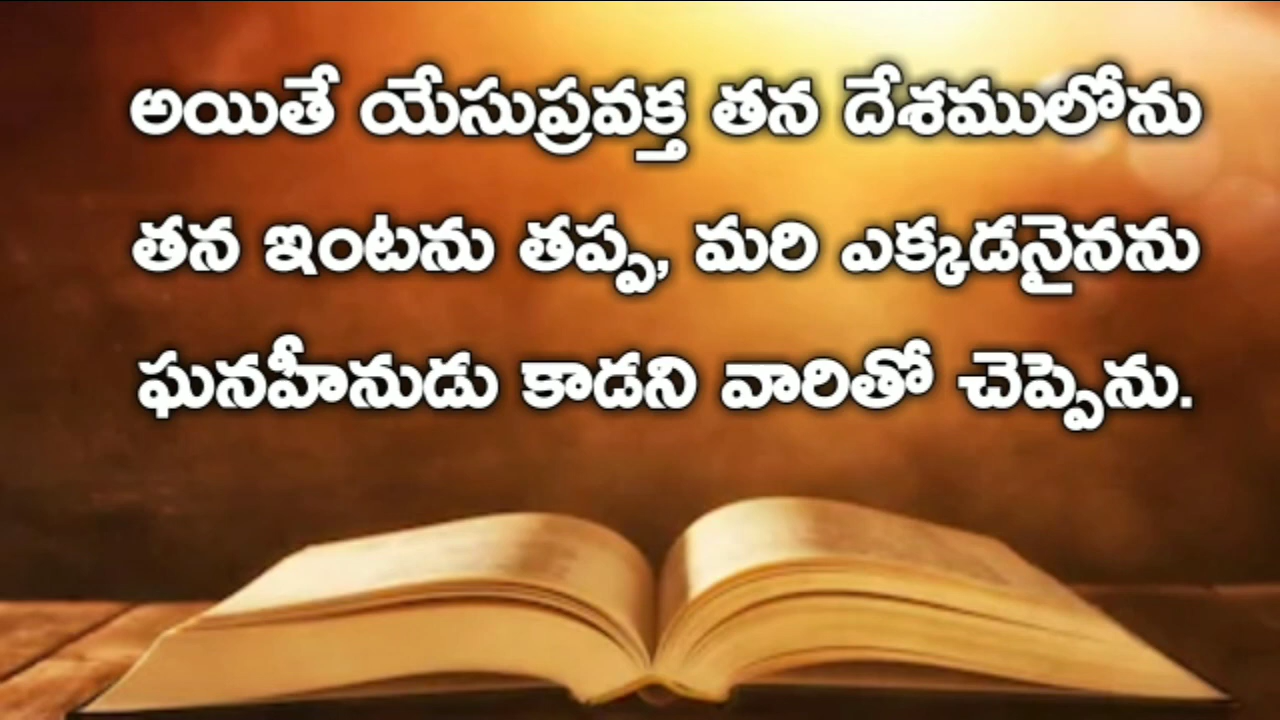 అయితే యేసుప్రవక్త తన దేశములోను
తన ఇంటను తప్ప, మరి ఎక్కడనైనను
ఘనహీనుడు కాడని వారితో చెప్పెను.